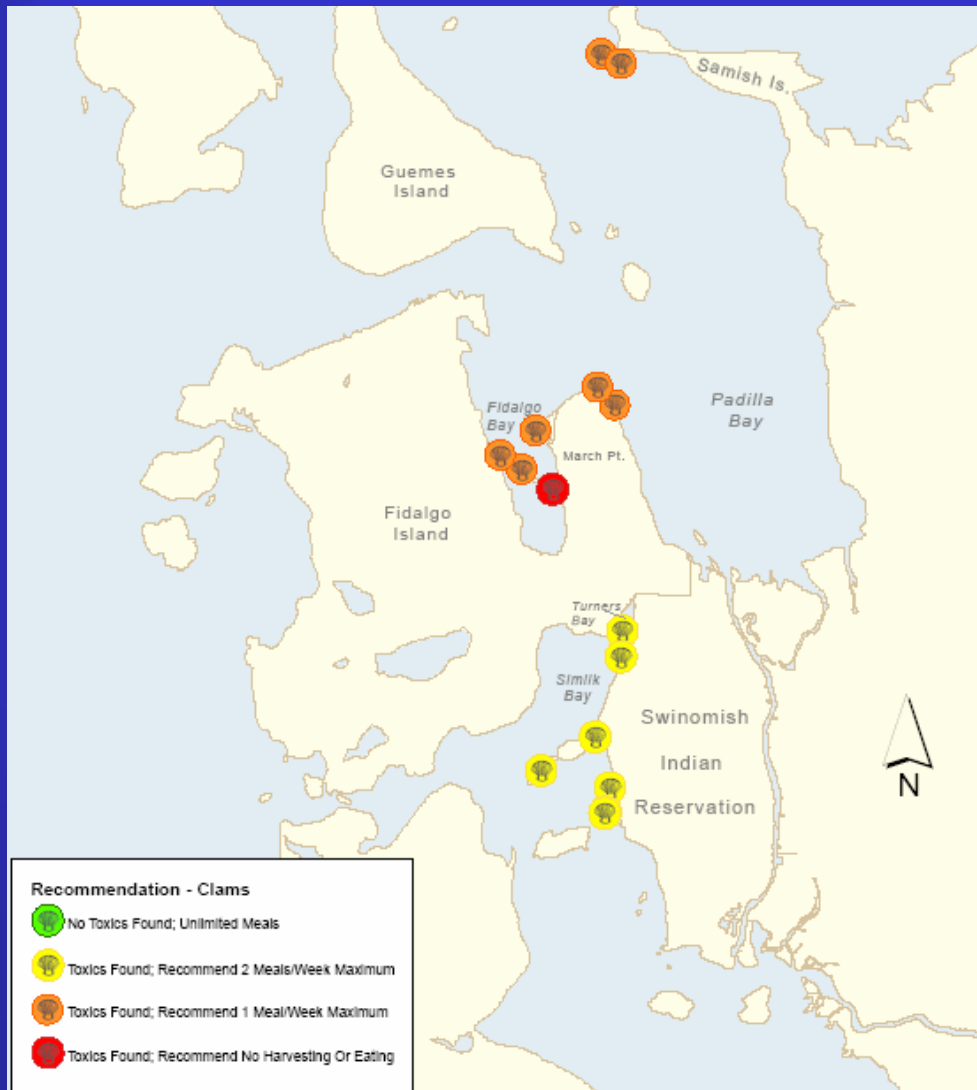 Samish Is.
Guemes
Island
Padilla
Bay
Fidalgo
Bay
March Pt.
Fidalgo
Island
Turners
Bay
Similk
Bay
Swinomish
Indian
Reservation
N
Recommendation - Clams
No Toxics Found; Unlimited Meals
Toxics Found; Recommend 2 Meals/Week Maximum
Toxics Found; Recommend 1 Meal/Week Maximum
Toxics Found; Recommend No Harvesting Or Eating